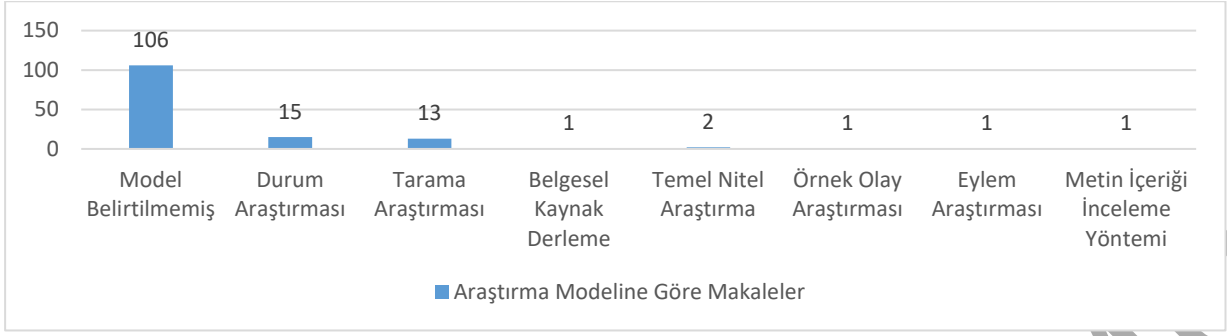 150
100
50
0
106
15
13
1
2
1
1
1
Model
Belirtilmemiş
Durum
Araştırması
Tarama
Araştırması
Belgesel
Kaynak
Derleme
Temel Nitel
Araştırma
Örnek Olay
Araştırması
Eylem
Araştırması
Metin İçeriği
İnceleme
Yöntemi
Araştırma Modeline Göre Makaleler